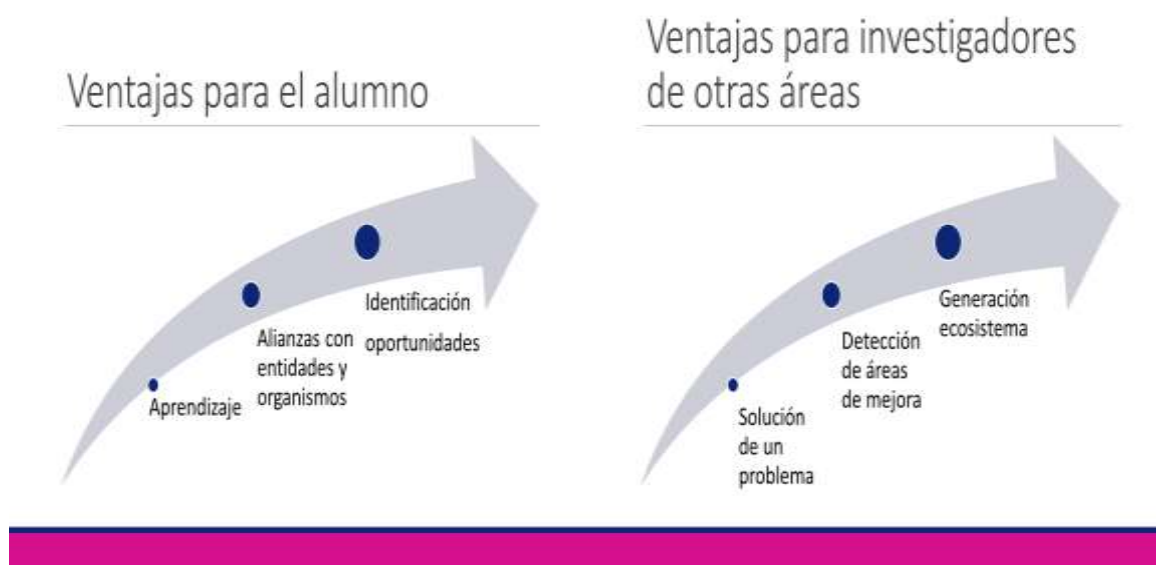 Ventajas para el alumno
Aprendizaje
Alianzas con
entidades y
organismos
Identificación
oportunidades
Ventajas para investigadores
de otras áreas
Solución
de un
problema
Detección
de áreas
de mejora
Generación
ecosistema